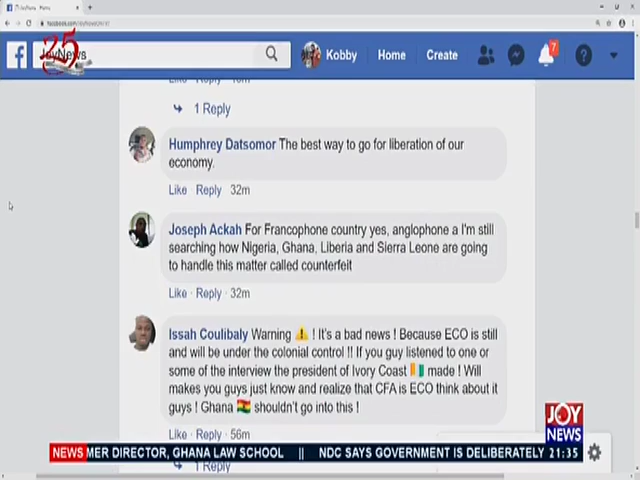 JoyNews
25
Kobby
Home
Create
7
1 Reply
Humphrey Datsomor The best way to go for liberation of our
economy.
Like Reply 32m
Joseph Ackah For Francophone country yes, anglophone a I'm still
searching how Nigeria, Ghana, Liberia and Sierra Leone are going
to handle this matter called counterfeit
Like · Reply · 32m
Issah Coulibaly Warning ⚠️ ! It's a bad news ! Because ECO is still
and will be under the colonial control !! If you guy listened to one or
some of the interview the president of Ivory Coast 🇨🇮 made ! Will
makes you guys just know and realize that CFA is ECO think about it
guys ! Ghana 🇬🇭 shouldn't go into this !
Like · Reply · 56m
1 Reply
JOY
NEWS
NEWS MER DIRECTOR, GHANA LAW SCHOOL || NDC SAYS GOVERNMENT IS DELIBERATELY 21:35